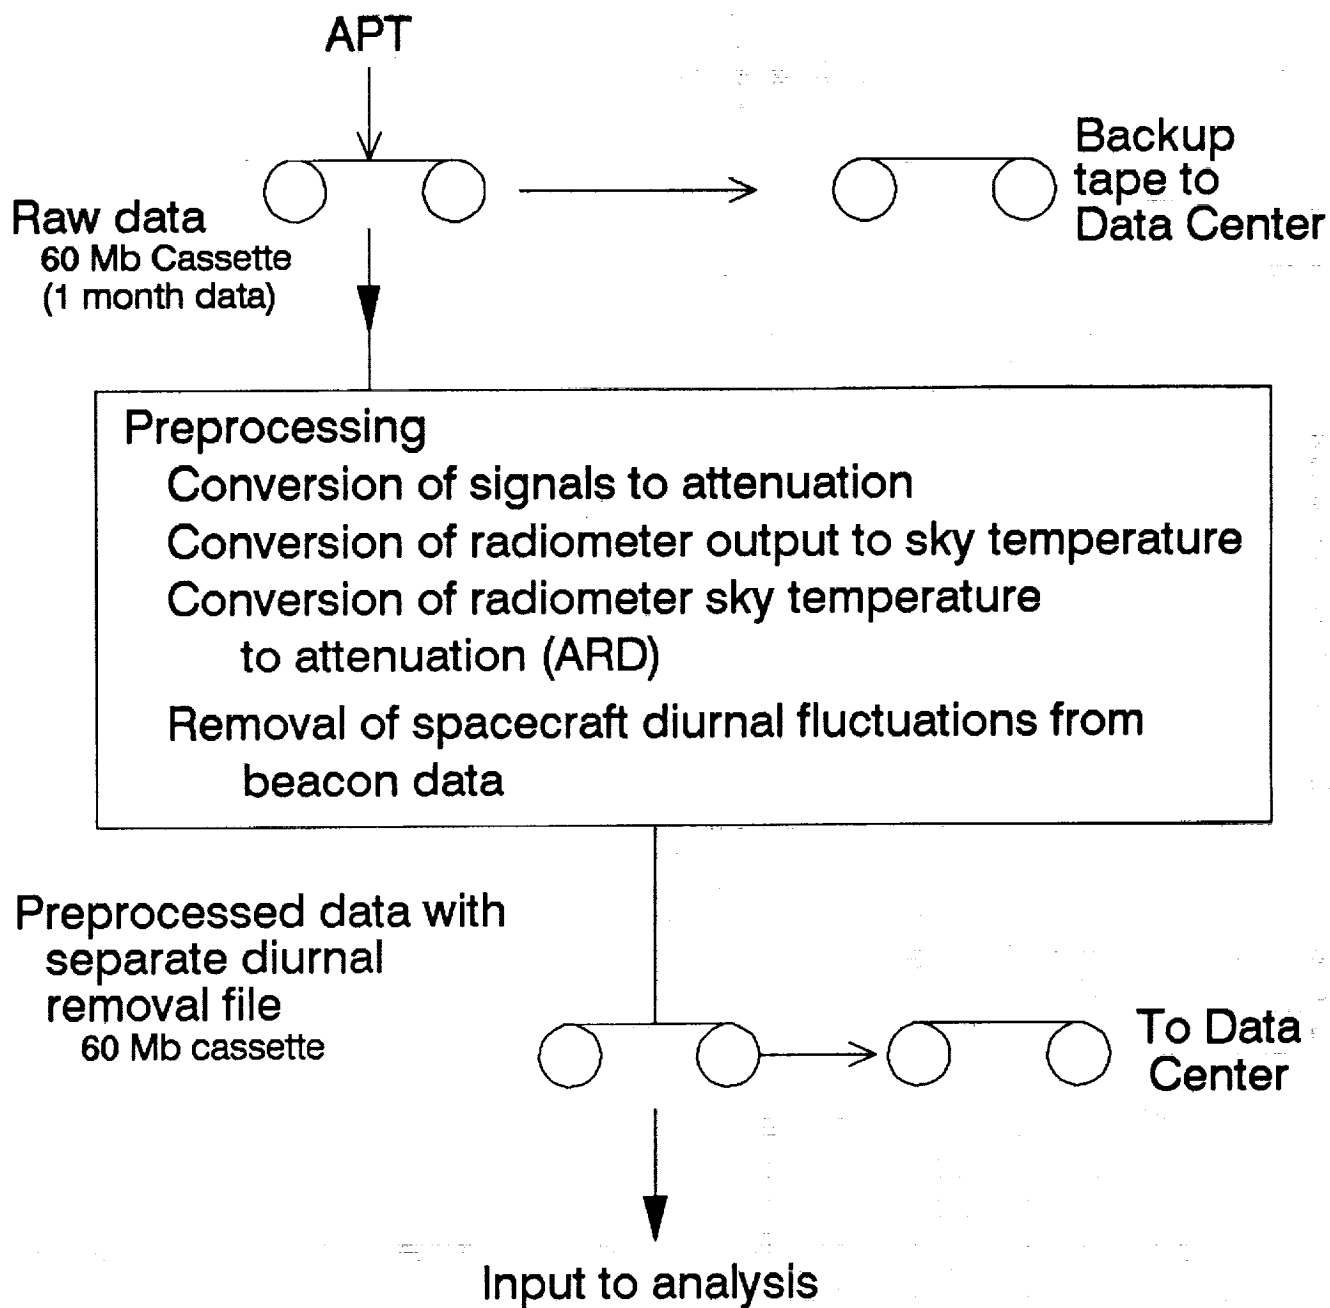 APT
Backup
tape to
Data Center
Raw data
60 Mb Cassette
(1 month data)
Preprocessing
Conversion of signals to attenuation
Conversion of radiometer output to sky temperature
Conversion of radiometer sky temperature
to attenuation (ARD)
Removal of spacecraft diurnal fluctuations from
beacon data
Preprocessed data with
separate diurnal
removal file
60 Mb cassette
To Data
Center
Input to analysis